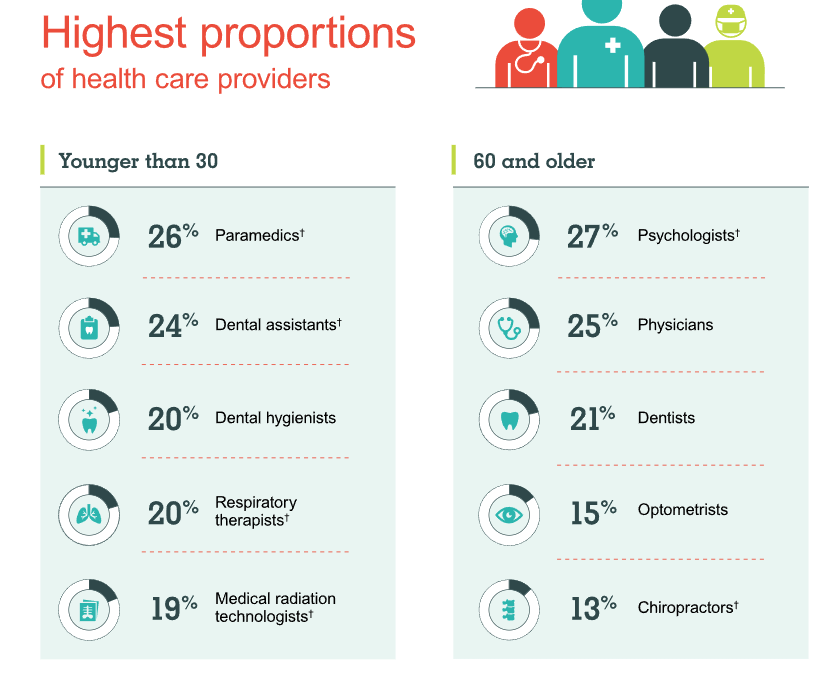 Highest proportions
of health care providers
Younger than 30
26% Paramedics†
24% Dental assistants†
20% Dental hygienists
20% Respiratory
therapists†
19% Medical radiation
technologists†
60 and older
27% Psychologists†
25% Physicians
21% Dentists
15% Optometrists
13% Chiropractors†